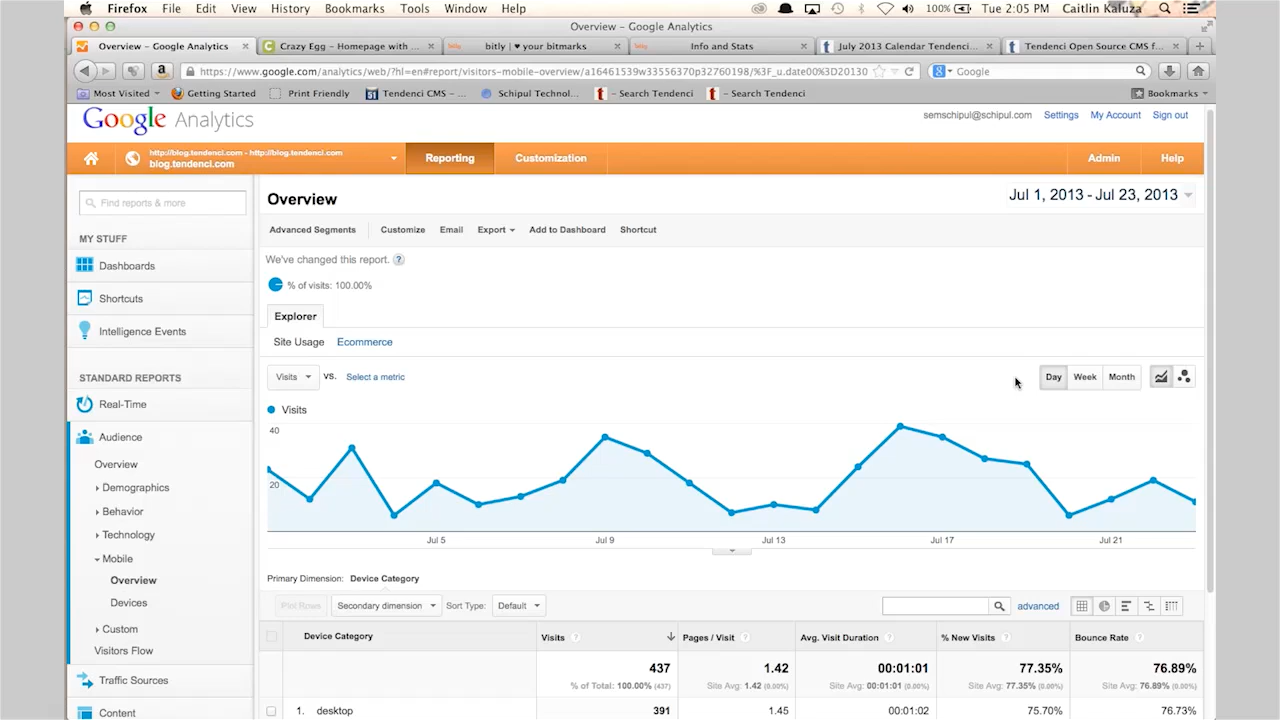 Firefox File Edit View History Bookmarks Tools Window Help 100% Tue 2:05 PM Caitlin Kaluza
Overview - Google Analytics
Overview - Google Analytics Crazy Egg - Homepage with ... bitly | ♥ your bitmarks Info and Stats July 2013 Calendar Tendenci... Tendenci Open Source CMS f...
https://www.google.com/analytics/web/?hl=en#report/visitors-mobile-overview/a16461539w33556370p32760198/%3F_u.date00%3D20130 Google
Most Visited Getting Started Print Friendly Tendenci CMS - ... Schipul Technol... - Search Tendenci - Search Tendenci Bookmarks
Google Analytics
semschipul@schipul.com Settings My Account Sign out
http://blog.tendenci.com - http://blog.tendenci.com
blog.tendenci.com
Reporting Customization Admin Help
Find reports & more
MY STUFF
Dashboards
Shortcuts
Intelligence Events
STANDARD REPORTS
Real-Time
Audience
Overview
Demographics
Behavior
Technology
Mobile
Overview
Devices
Custom
Visitors Flow
Traffic Sources
Content
Overview
Jul 1, 2013 - Jul 23, 2013
Advanced Segments Customize Email Export Add to Dashboard Shortcut
We've changed this report. ?
% of visits: 100.00%
Explorer
Site Usage Ecommerce
Visits VS. Select a metric Day Week Month
Visits
40
20
Jul 5 Jul 9 Jul 13 Jul 17 Jul 21
Primary Dimension: Device Category
Plot Rows Secondary dimension Sort Type: Default advanced
Device Category Visits ? Pages / Visit ? Avg. Visit Duration ? % New Visits ? Bounce Rate ?
437 1.42 00:01:01 77.35% 76.89%
% of Total: 100.00% (437) Site Avg: 1.42 (0.00%) Site Avg: 00:01:01 (0.00%) Site Avg: 77.35% (0.00%) Site Avg: 76.89% (0.00%)
1. desktop 391 1.45 00:01:02 75.70% 76.73%